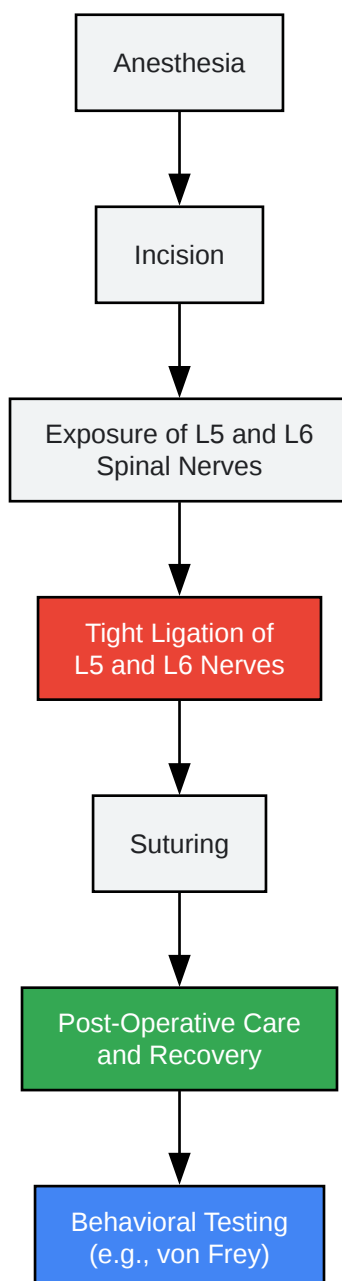 Anesthesia
Incision
Exposure of L5 and L6
Spinal Nerves
Tight Ligation of
L5 and L6 Nerves
Suturing
Post-Operative Care
and Recovery
Behavioral Testing
(e.g., von Frey)